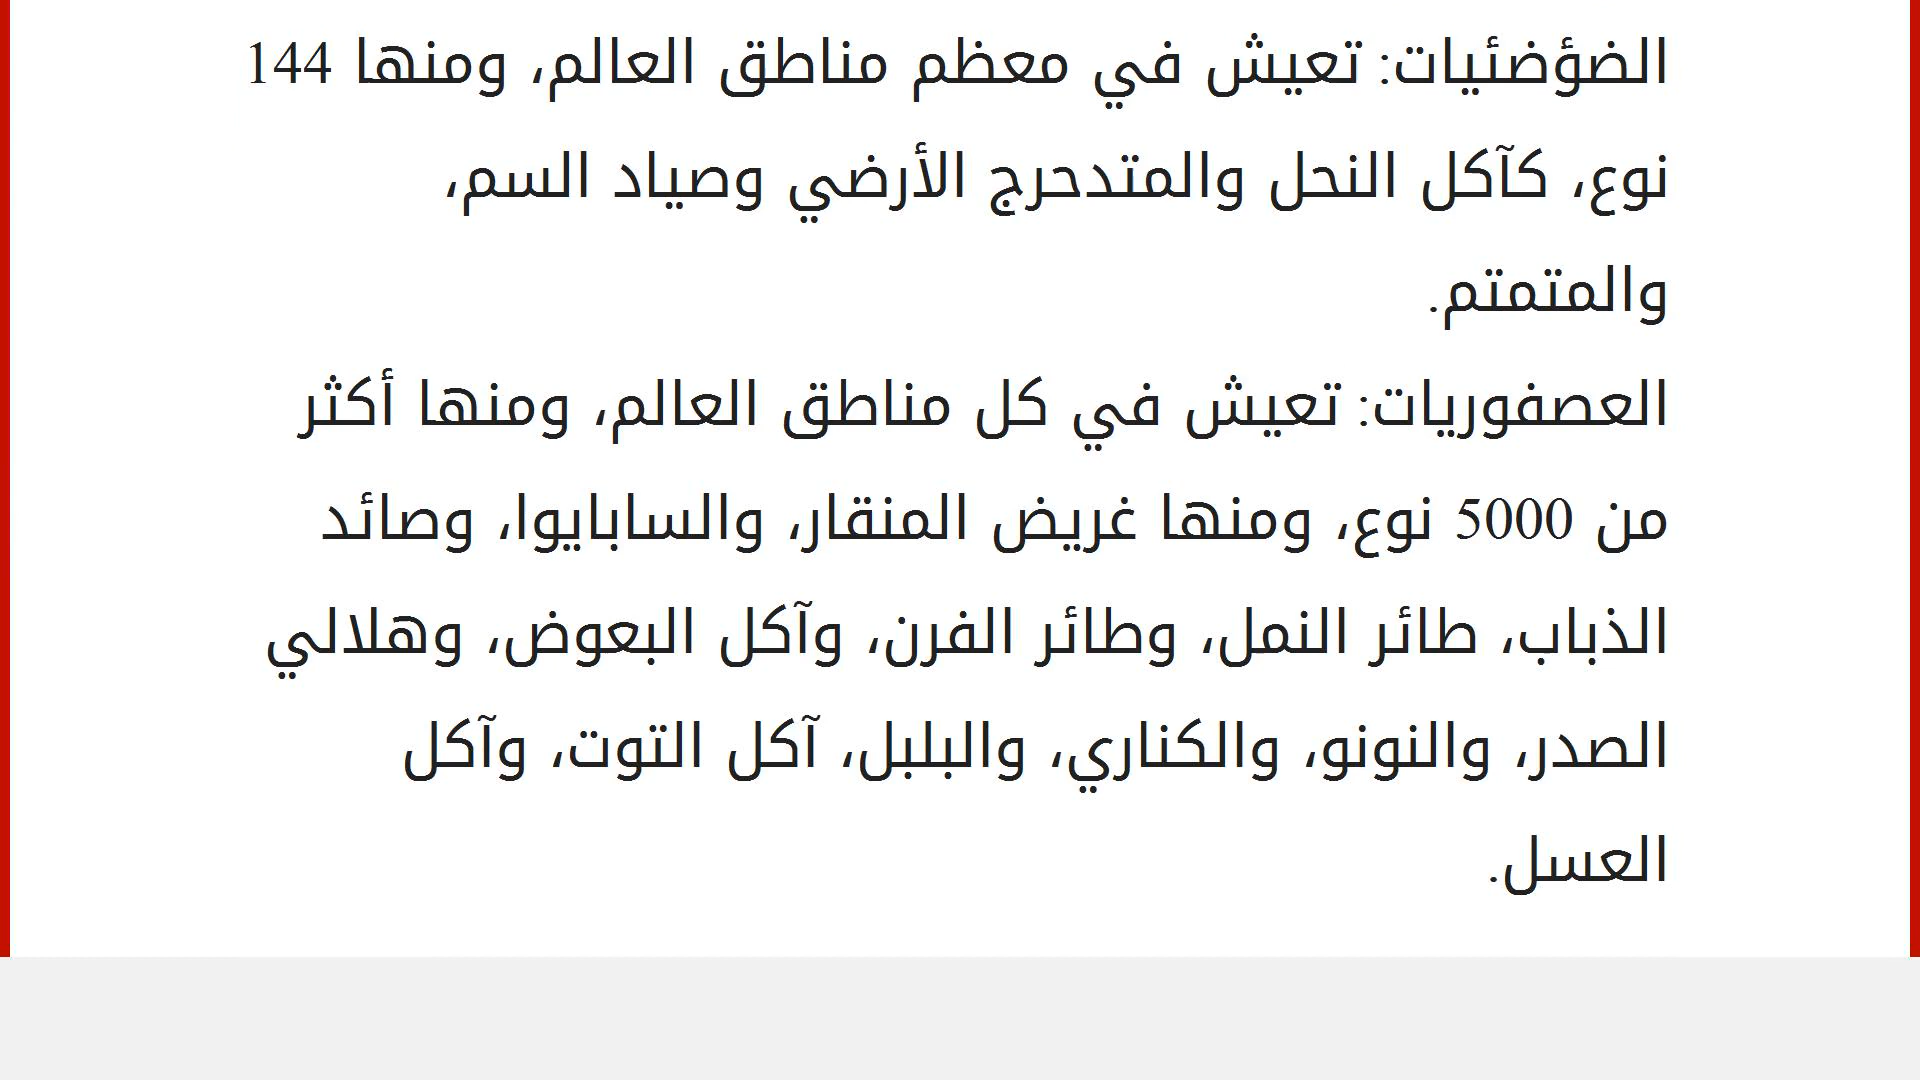 الضؤضئيات: تعيش في معظم مناطق العالم، ومنها 144
نوع، كآكل النحل والمتدحرج الأرضي وصياد السم،
والمتمتم.
العصفوريات: تعيش في كل مناطق العالم، ومنها أكثر
من 5000 نوع، ومنها غريض المنقار، والسابايوا، وصائد
الذباب، طائر النمل، وطائر الفرن، وآكل البعوض، وهلالي
الصدر، والنونو، والكناري، والبلبل، آكل التوت، وآكل
العسل.